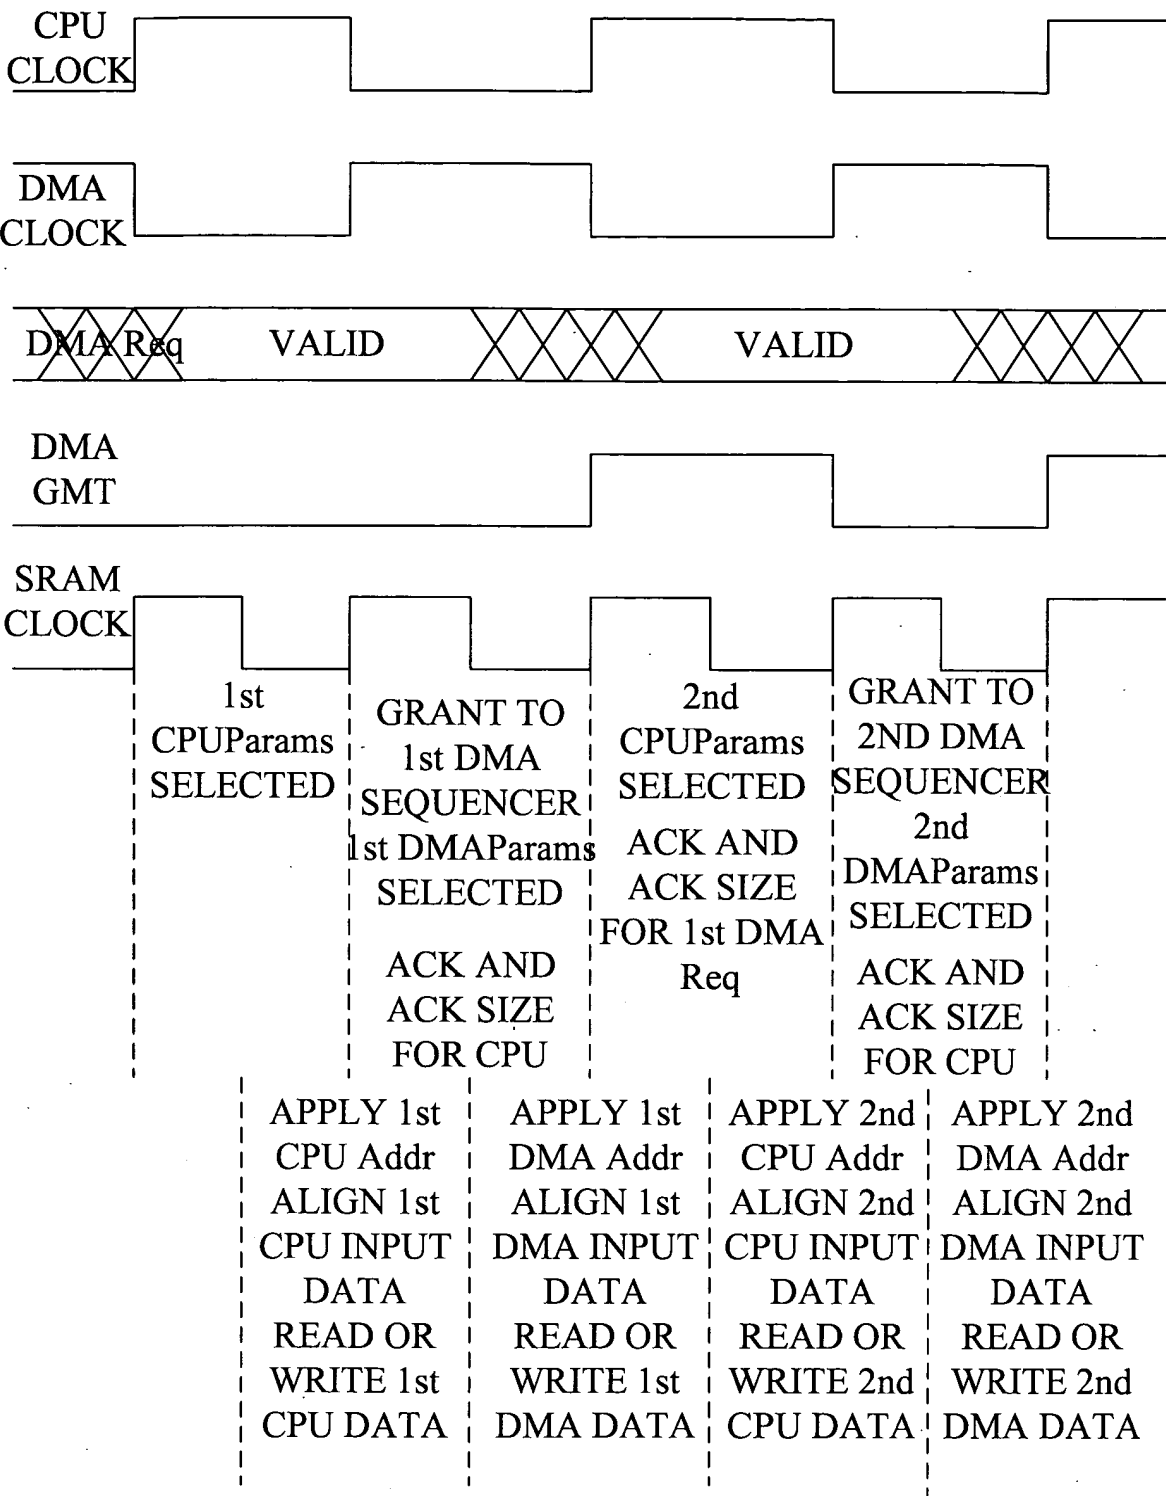 CPU
CLOCK
DMA
CLOCK
DMA Req
VALID
VALID
DMA
GMT
SRAM
CLOCK
1st
CPUParams
SELECTED
GRANT TO
1st DMA
SEQUENCER
1st DMAParams
SELECTED
ACK AND
ACK SIZE
FOR CPU
2nd
CPUParams
SELECTED
ACK AND
ACK SIZE
FOR 1st DMA
Req
GRANT TO
2ND DMA
SEQUENCER
2nd
DMAParams
SELECTED
ACK AND
ACK SIZE
FOR CPU
APPLY 1st
CPU Addr
ALIGN 1st
CPU INPUT
DATA
READ OR
WRITE 1st
CPU DATA
APPLY 1st
DMA Addr
ALIGN 1st
DMA INPUT
DATA
READ OR
WRITE 1st
DMA DATA
APPLY 2nd
CPU Addr
ALIGN 2nd
CPU INPUT
DATA
READ OR
WRITE 2nd
CPU DATA
APPLY 2nd
DMA Addr
ALIGN 2nd
DMA INPUT
DATA
READ OR
WRITE 2nd
DMA DATA